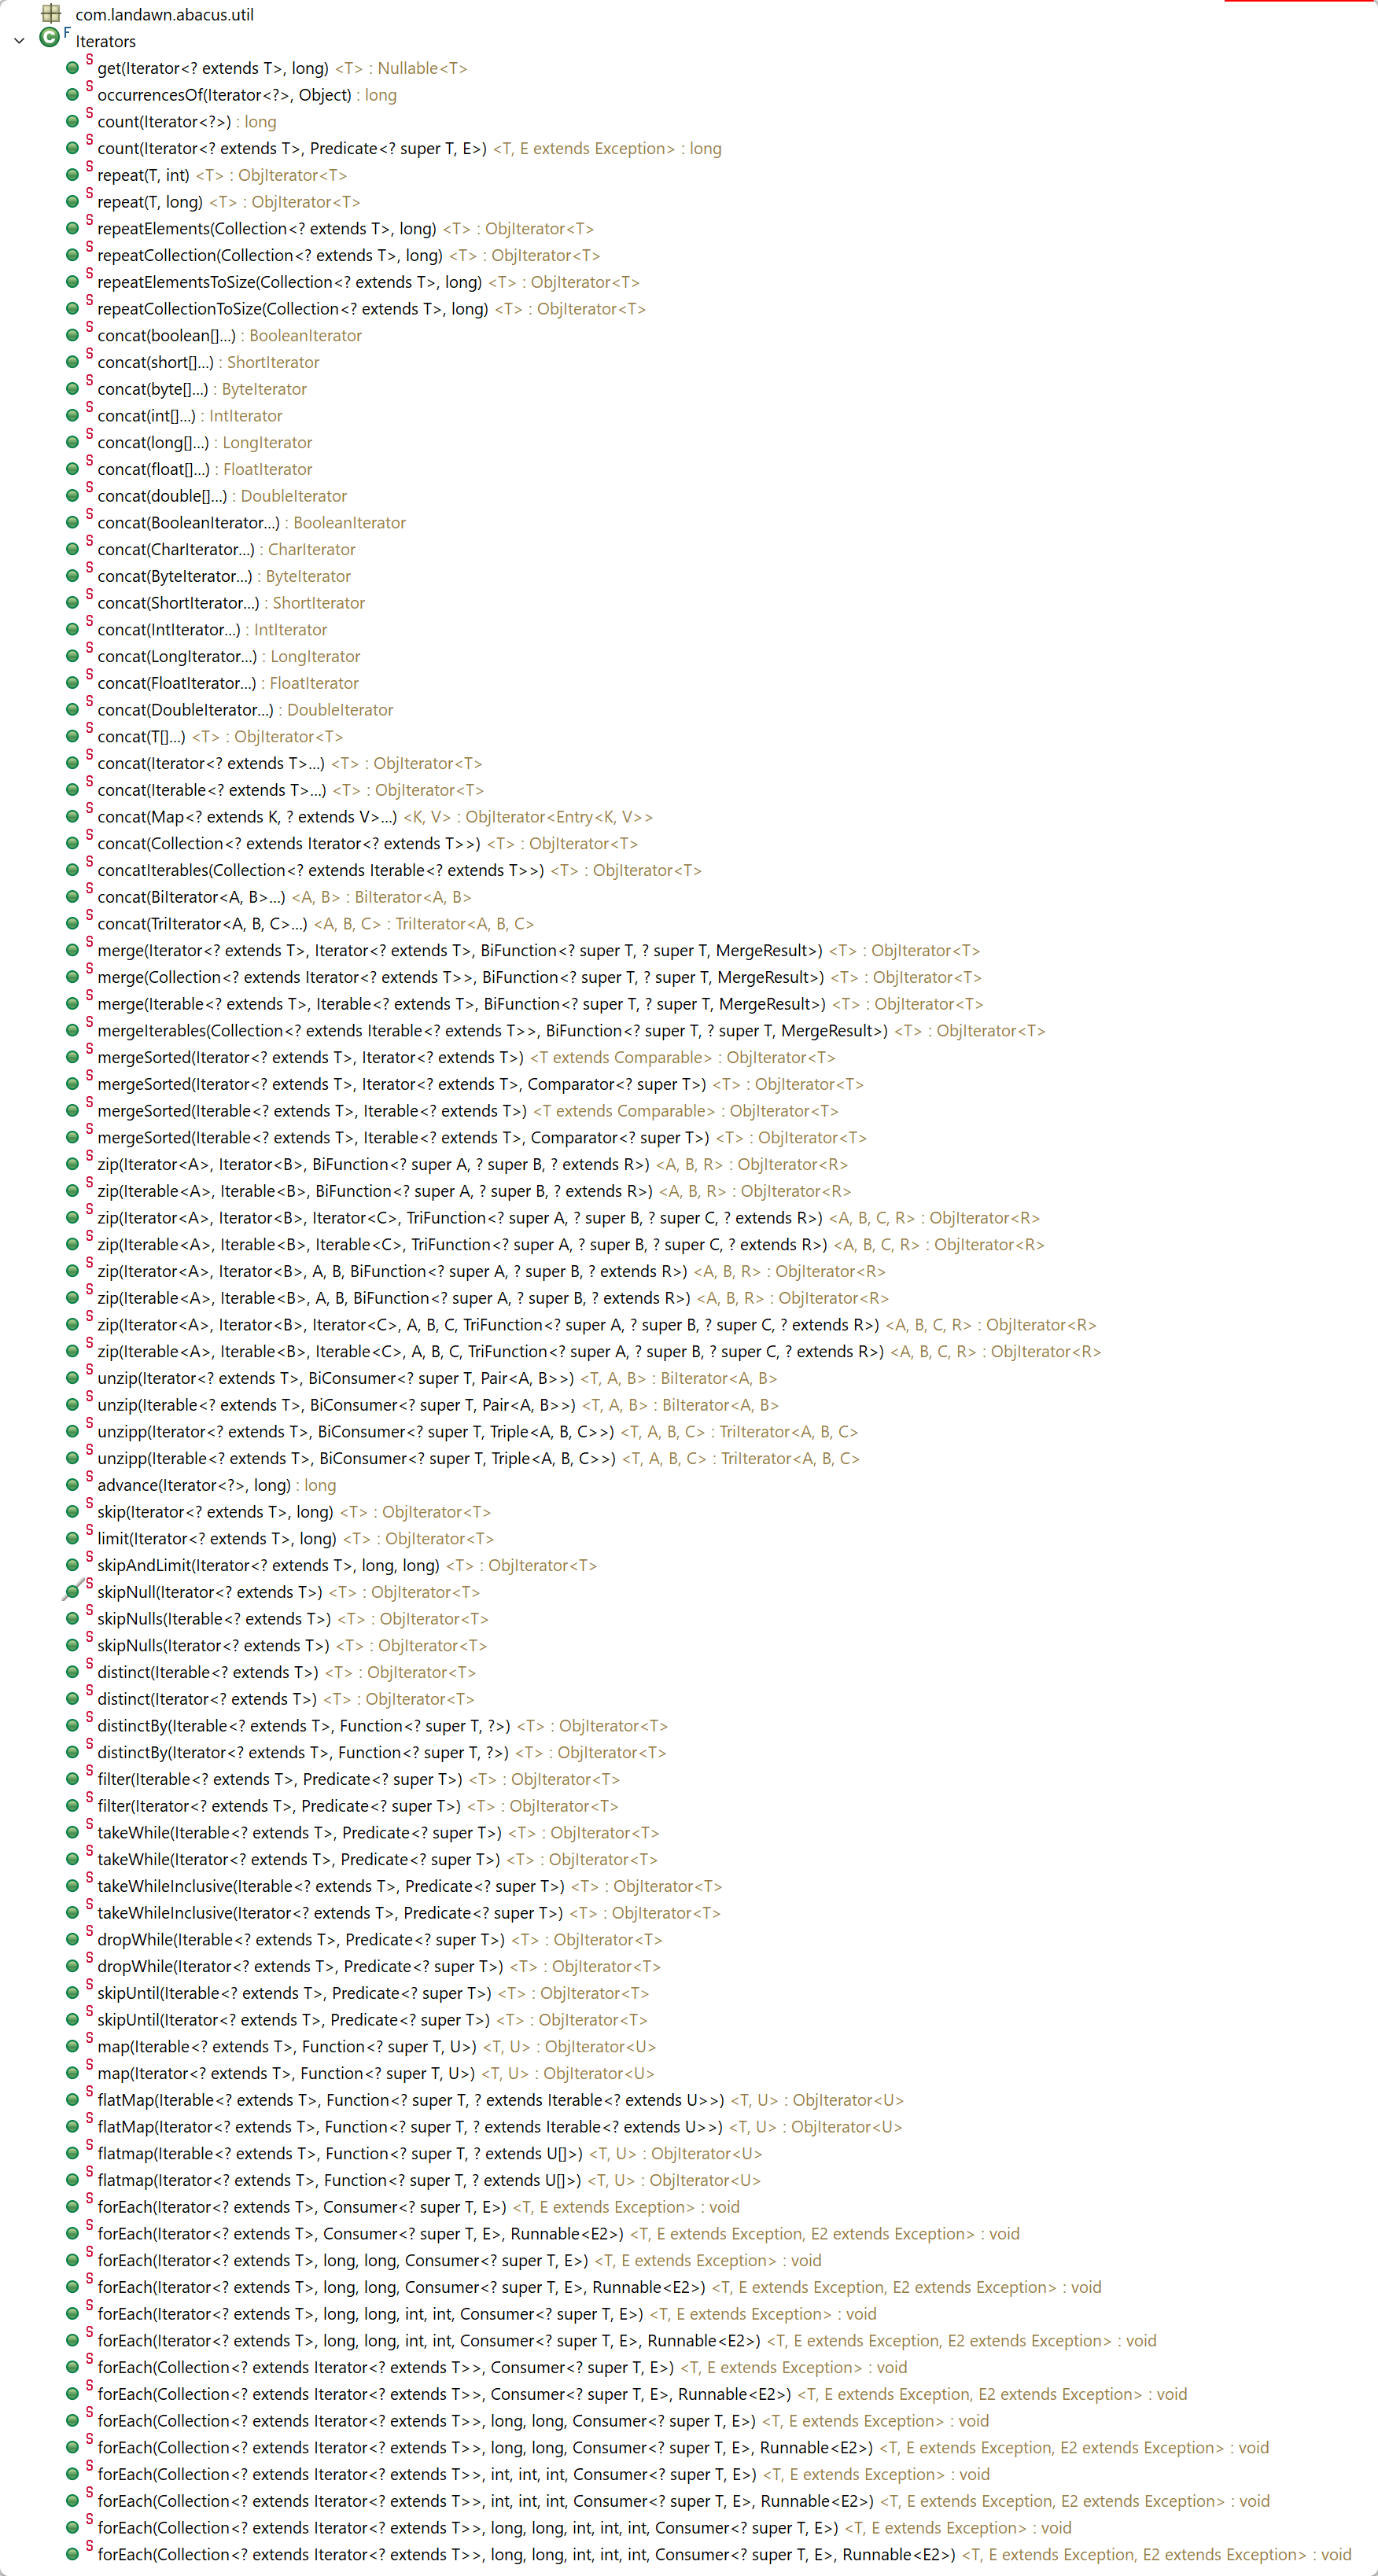 com.landawn.abacus.util
C F Iterators
S get(Iterator<? extends T>, long) <T> : Nullable<T>
S occurrencesOf(Iterator<?>, Object) : long
S count(Iterator<?>) : long
S count(Iterator<? extends T>, Predicate<? super T, E>) <T, E extends Exception> : long
S repeat(T, int) <T> : ObjIterator<T>
S repeat(T, long) <T> : ObjIterator<T>
S repeatElements(Collection<? extends T>, long) <T> : ObjIterator<T>
S repeatCollection(Collection<? extends T>, long) <T> : ObjIterator<T>
S repeatElementsToSize(Collection<? extends T>, long) <T> : ObjIterator<T>
S repeatCollectionToSize(Collection<? extends T>, long) <T> : ObjIterator<T>
S concat(boolean[]...) : BooleanIterator
S concat(short[]...) : ShortIterator
S concat(byte[]...) : ByteIterator
S concat(int[]...) : IntIterator
S concat(long[]...) : LongIterator
S concat(float[]...) : FloatIterator
S concat(double[]...) : DoubleIterator
S concat(BooleanIterator...) : BooleanIterator
S concat(CharIterator...) : CharIterator
S concat(ByteIterator...) : ByteIterator
S concat(ShortIterator...) : ShortIterator
S concat(IntIterator...) : IntIterator
S concat(LongIterator...) : LongIterator
S concat(FloatIterator...) : FloatIterator
S concat(DoubleIterator...) : DoubleIterator
S concat(T[]...) <T> : ObjIterator<T>
S concat(Iterator<? extends T>...) <T> : ObjIterator<T>
S concat(Iterable<? extends T>...) <T> : ObjIterator<T>
S concat(Map<? extends K, ? extends V>...) <K, V> : ObjIterator<Entry<K, V>>
S concat(Collection<? extends Iterator<? extends T>>) <T> : ObjIterator<T>
S concatIterables(Collection<? extends Iterable<? extends T>>) <T> : ObjIterator<T>
S concat(BiIterator<A, B>...) <A, B> : BiIterator<A, B>
S concat(TriIterator<A, B, C>...) <A, B, C> : TriIterator<A, B, C>
S merge(Iterator<? extends T>, Iterator<? extends T>, BiFunction<? super T, ? super T, MergeResult>) <T> : ObjIterator<T>
S merge(Collection<? extends Iterator<? extends T>>, BiFunction<? super T, ? super T, MergeResult>) <T> : ObjIterator<T>
S merge(Iterable<? extends T>, Iterable<? extends T>, BiFunction<? super T, ? super T, MergeResult>) <T> : ObjIterator<T>
S mergeIterables(Collection<? extends Iterable<? extends T>>, BiFunction<? super T, ? super T, MergeResult>) <T> : ObjIterator<T>
S mergeSorted(Iterator<? extends T>, Iterator<? extends T>) <T extends Comparable> : ObjIterator<T>
S mergeSorted(Iterator<? extends T>, Iterator<? extends T>, Comparator<? super T>) <T> : ObjIterator<T>
S mergeSorted(Iterable<? extends T>, Iterable<? extends T>) <T extends Comparable> : ObjIterator<T>
S mergeSorted(Iterable<? extends T>, Iterable<? extends T>, Comparator<? super T>) <T> : ObjIterator<T>
S zip(Iterator<A>, Iterator<B>, BiFunction<? super A, ? super B, ? extends R>) <A, B, R> : ObjIterator<R>
S zip(Iterable<A>, Iterable<B>, BiFunction<? super A, ? super B, ? extends R>) <A, B, R> : ObjIterator<R>
S zip(Iterator<A>, Iterator<B>, Iterator<C>, TriFunction<? super A, ? super B, ? super C, ? extends R>) <A, B, C, R> : ObjIterator<R>
S zip(Iterable<A>, Iterable<B>, Iterable<C>, TriFunction<? super A, ? super B, ? super C, ? extends R>) <A, B, C, R> : ObjIterator<R>
S zip(Iterator<A>, Iterator<B>, A, B, BiFunction<? super A, ? super B, ? extends R>) <A, B, R> : ObjIterator<R>
S zip(Iterable<A>, Iterable<B>, A, B, BiFunction<? super A, ? super B, ? extends R>) <A, B, R> : ObjIterator<R>
S zip(Iterator<A>, Iterator<B>, Iterator<C>, A, B, C, TriFunction<? super A, ? super B, ? super C, ? extends R>) <A, B, C, R> : ObjIterator<R>
S zip(Iterable<A>, Iterable<B>, Iterable<C>, A, B, C, TriFunction<? super A, ? super B, ? super C, ? extends R>) <A, B, C, R> : ObjIterator<R>
S unzip(Iterator<? extends T>, BiConsumer<? super T, Pair<A, B>>) <T, A, B> : BiIterator<A, B>
S unzip(Iterable<? extends T>, BiConsumer<? super T, Pair<A, B>>) <T, A, B> : BiIterator<A, B>
S unzipp(Iterator<? extends T>, BiConsumer<? super T, Triple<A, B, C>>) <T, A, B, C> : TriIterator<A, B, C>
S unzipp(Iterable<? extends T>, BiConsumer<? super T, Triple<A, B, C>>) <T, A, B, C> : TriIterator<A, B, C>
S advance(Iterator<?>, long) : long
S skip(Iterator<? extends T>, long) <T> : ObjIterator<T>
S limit(Iterator<? extends T>, long) <T> : ObjIterator<T>
S skipAndLimit(Iterator<? extends T>, long, long) <T> : ObjIterator<T>
S skipNull(Iterator<? extends T>) <T> : ObjIterator<T>
S skipNulls(Iterable<? extends T>) <T> : ObjIterator<T>
S skipNulls(Iterator<? extends T>) <T> : ObjIterator<T>
S distinct(Iterable<? extends T>) <T> : ObjIterator<T>
S distinct(Iterator<? extends T>) <T> : ObjIterator<T>
S distinctBy(Iterable<? extends T>, Function<? super T, ?>) <T> : ObjIterator<T>
S distinctBy(Iterator<? extends T>, Function<? super T, ?>) <T> : ObjIterator<T>
S filter(Iterable<? extends T>, Predicate<? super T>) <T> : ObjIterator<T>
S filter(Iterator<? extends T>, Predicate<? super T>) <T> : ObjIterator<T>
S takeWhile(Iterable<? extends T>, Predicate<? super T>) <T> : ObjIterator<T>
S takeWhile(Iterator<? extends T>, Predicate<? super T>) <T> : ObjIterator<T>
S takeWhileInclusive(Iterable<? extends T>, Predicate<? super T>) <T> : ObjIterator<T>
S takeWhileInclusive(Iterator<? extends T>, Predicate<? super T>) <T> : ObjIterator<T>
S dropWhile(Iterable<? extends T>, Predicate<? super T>) <T> : ObjIterator<T>
S dropWhile(Iterator<? extends T>, Predicate<? super T>) <T> : ObjIterator<T>
S skipUntil(Iterable<? extends T>, Predicate<? super T>) <T> : ObjIterator<T>
S skipUntil(Iterator<? extends T>, Predicate<? super T>) <T> : ObjIterator<T>
S map(Iterable<? extends T>, Function<? super T, U>) <T, U> : ObjIterator<U>
S map(Iterator<? extends T>, Function<? super T, U>) <T, U> : ObjIterator<U>
S flatMap(Iterable<? extends T>, Function<? super T, ? extends Iterable<? extends U>>) <T, U> : ObjIterator<U>
S flatMap(Iterator<? extends T>, Function<? super T, ? extends Iterable<? extends U>>) <T, U> : ObjIterator<U>
S flatmap(Iterable<? extends T>, Function<? super T, ? extends U[]>) <T, U> : ObjIterator<U>
S flatmap(Iterator<? extends T>, Function<? super T, ? extends U[]>) <T, U> : ObjIterator<U>
S forEach(Iterator<? extends T>, Consumer<? super T, E>) <T, E extends Exception> : void
S forEach(Iterator<? extends T>, Consumer<? super T, E>, Runnable<E2>) <T, E extends Exception, E2 extends Exception> : void
S forEach(Iterator<? extends T>, long, long, Consumer<? super T, E>) <T, E extends Exception> : void
S forEach(Iterator<? extends T>, long, long, Consumer<? super T, E>, Runnable<E2>) <T, E extends Exception, E2 extends Exception> : void
S forEach(Iterator<? extends T>, long, long, int, int, Consumer<? super T, E>) <T, E extends Exception> : void
S forEach(Iterator<? extends T>, long, long, int, int, Consumer<? super T, E>, Runnable<E2>) <T, E extends Exception, E2 extends Exception> : void
S forEach(Collection<? extends Iterator<? extends T>>, Consumer<? super T, E>) <T, E extends Exception> : void
S forEach(Collection<? extends Iterator<? extends T>>, Consumer<? super T, E>, Runnable<E2>) <T, E extends Exception, E2 extends Exception> : void
S forEach(Collection<? extends Iterator<? extends T>>, long, long, Consumer<? super T, E>) <T, E extends Exception> : void
S forEach(Collection<? extends Iterator<? extends T>>, long, long, Consumer<? super T, E>, Runnable<E2>) <T, E extends Exception, E2 extends Exception> : void
S forEach(Collection<? extends Iterator<? extends T>>, int, int, int, Consumer<? super T, E>) <T, E extends Exception> : void
S forEach(Collection<? extends Iterator<? extends T>>, int, int, int, Consumer<? super T, E>, Runnable<E2>) <T, E extends Exception, E2 extends Exception> : void
S forEach(Collection<? extends Iterator<? extends T>>, long, long, int, int, int, Consumer<? super T, E>) <T, E extends Exception> : void
S forEach(Collection<? extends Iterator<? extends T>>, long, long, int, int, int, Consumer<? super T, E>, Runnable<E2>) <T, E extends Exception, E2 extends Exception> : void